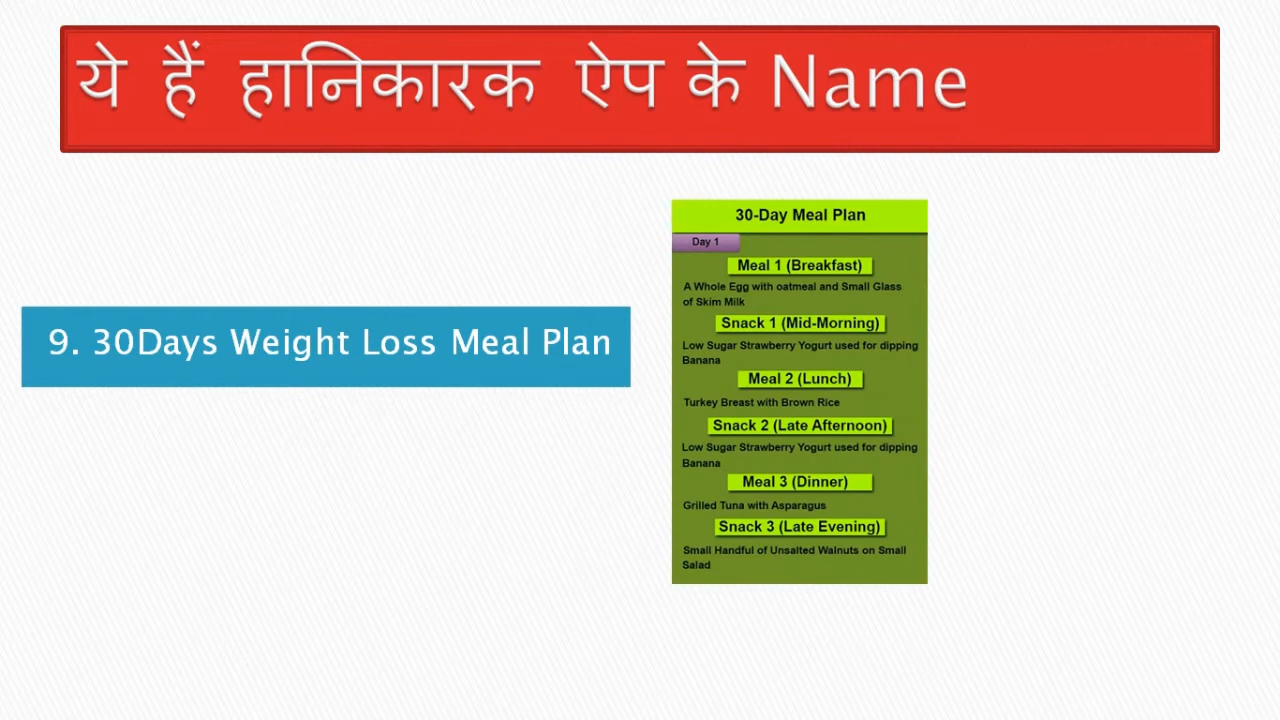 ये हैं हानिकारक ऐप के Name
9. 30Days Weight Loss Meal Plan
30-Day Meal Plan
Day 1
Meal 1 (Breakfast)
A Whole Egg with oatmeal and Small Glass
of Skim Milk
Snack 1 (Mid-Morning)
Low Sugar Strawberry Yogurt used for dipping
Banana
Meal 2 (Lunch)
Turkey Breast with Brown Rice
Snack 2 (Late Afternoon)
Low Sugar Strawberry Yogurt used for dipping
Banana
Meal 3 (Dinner)
Grilled Tuna with Asparagus
Snack 3 (Late Evening)
Small Handful of Unsalted Walnuts on Small
Salad